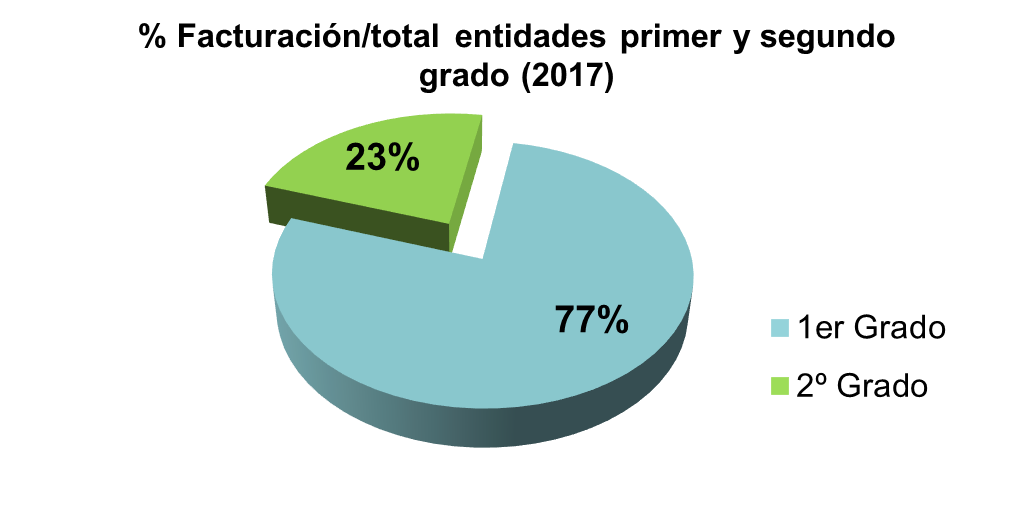 % Facturación/total entidades primer y segundo
grado (2017)
23%
77%
1er Grado
2º Grado